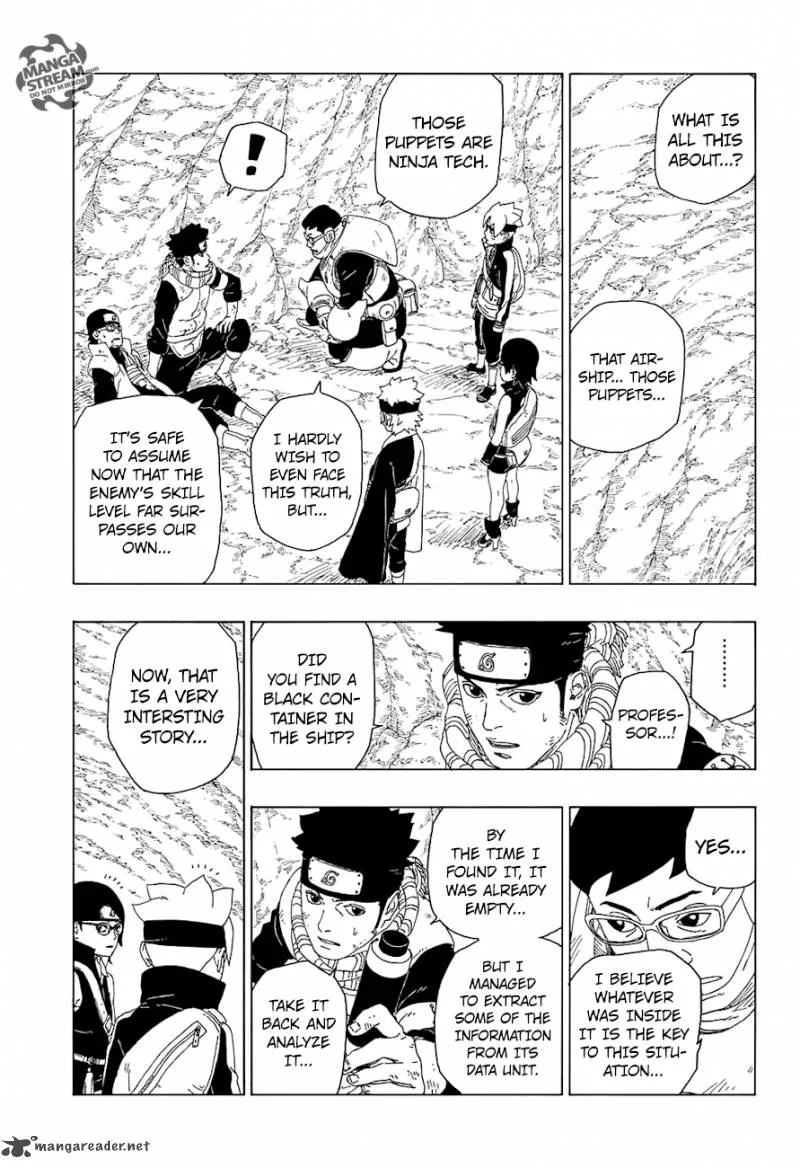 MANGA
STREAM.com
DO NOT MIRROR
WHAT IS
ALL THIS
ABOUT...?
THAT AIR-
SHIP... THOSE
PUPPETS...
THOSE
PUPPETS ARE
NINJA TECH.
!
I HARDLY
WISH TO
EVEN FACE
THIS TRUTH,
BUT...
IT'S SAFE
TO ASSUME
NOW THAT THE
ENEMY'S SKILL
LEVEL FAR SUR-
PASSES OUR
OWN...
.........
PROFES-
SOR...!
DID
YOU FIND A
BLACK CON-
TAINER IN
THE SHIP?
YES...
I BELIEVE
WHATEVER
WAS INSIDE
IT IS THE KEY
TO THIS SITU-
ATION...
BY
THE TIME I
FOUND IT, IT
WAS ALREADY
EMPTY...
BUT I
MANAGED
TO EXTRACT
SOME OF THE
INFORMATION
FROM ITS
DATA UNIT.
TAKE IT
BACK AND
ANALYZE
IT...
NOW, THAT
IS A VERY
INTERSTING
STORY...
mangareader.net